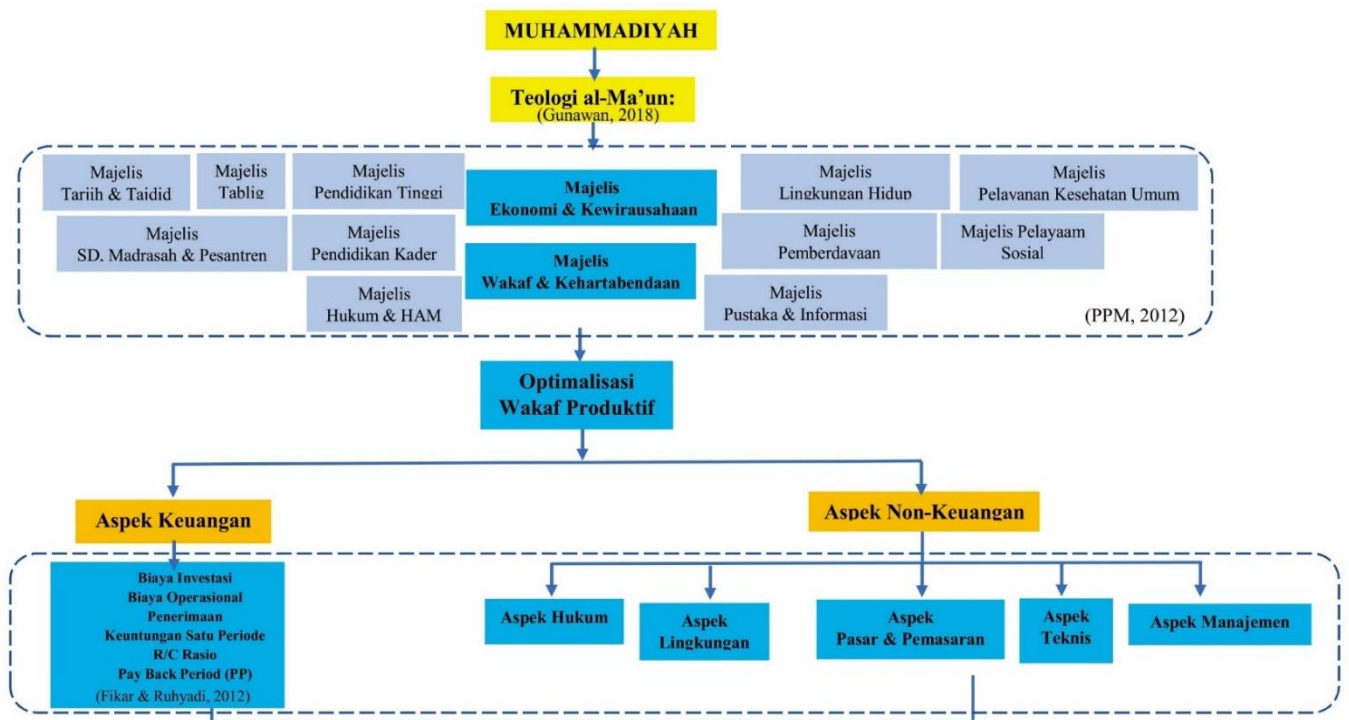 MUHAMMADIYAH
Teologi al-Ma’un:
(Gunawan, 2018)
Majelis
Tariih & Taidid
Majelis
Tablig
Majelis
Pendidikan Tinggi
Majelis
Ekonomi & Kewirausahaan
Majelis
Lingkungan Hidup
Majelis
Pelavanan Kesehatan Umum
Majelis
SD. Madrasah & Pesantren
Majelis
Pendidikan Kader
Majelis
Wakaf & Kehartabendaan
Majelis
Pemberdavaan
Majelis Pelayaam
Sosial
Majelis
Hukum & HAM
Majelis
Pustaka & Informasi
(PPM, 2012)
Optimalisasi
Wakaf Produktif
Aspek Keuangan
Aspek Non-Keuangan
Biaya Investasi
Biaya Operasional
Penerimaan
Keuntungan Satu Periode
R/C Rasio
Pay Back Period (PP)
(Fikar & Ruhyadi, 2012)
Aspek Hukum
Aspek
Lingkungan
Aspek
Pasar & Pemasaran
Aspek
Teknis
Aspek Manajemen